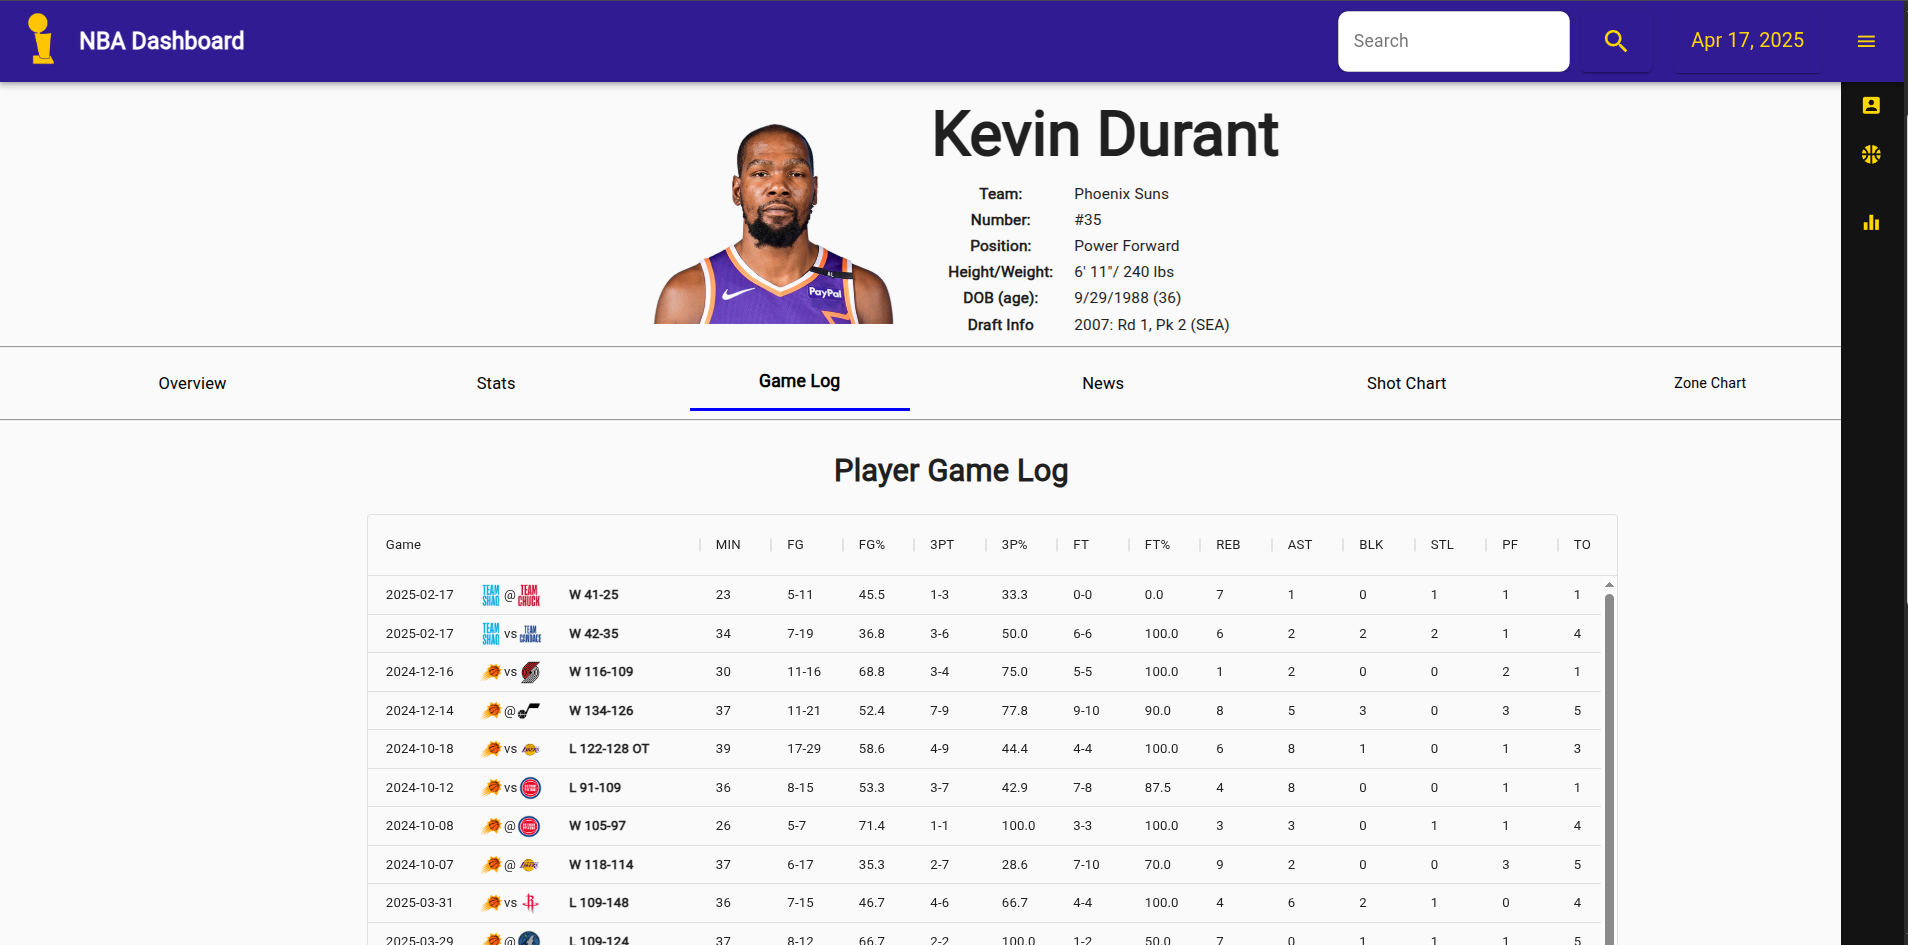 NBA Dashboard
Search
Apr 17, 2025
Kevin Durant
Team: Phoenix Suns
Number: #35
Position: Power Forward
Height/Weight: 6' 11"/ 240 lbs
DOB (age): 9/29/1988 (36)
Draft Info 2007: Rd 1, Pk 2 (SEA)
PayPal
Overview Stats Game Log News Shot Chart Zone Chart
Player Game Log
Game MIN FG FG% 3PT 3P% FT FT% REB AST BLK STL PF TO
2025-02-17 TEAM SHAQ @ TEAM CHUCK W 41-25 23 5-11 45.5 1-3 33.3 0-0 0.0 7 1 0 1 1 1
2025-02-17 TEAM SHAQ vs TEAM CANDACE W 42-35 34 7-19 36.8 3-6 50.0 6-6 100.0 6 2 2 2 1 4
2024-12-16 vs W 116-109 30 11-16 68.8 3-4 75.0 5-5 100.0 1 2 0 0 2 1
2024-12-14 @ W 134-126 37 11-21 52.4 7-9 77.8 9-10 90.0 8 5 3 0 3 5
2024-10-18 vs L 122-128 OT 39 17-29 58.6 4-9 44.4 4-4 100.0 6 8 1 0 1 3
2024-10-12 vs L 91-109 36 8-15 53.3 3-7 42.9 7-8 87.5 4 8 0 0 1 1
2024-10-08 @ W 105-97 26 5-7 71.4 1-1 100.0 3-3 100.0 3 3 0 1 1 4
2024-10-07 @ W 118-114 37 6-17 35.3 2-7 28.6 7-10 70.0 9 2 0 0 3 5
2025-03-31 vs L 109-148 36 7-15 46.7 4-6 66.7 4-4 100.0 4 6 2 1 0 4
2025-03-29 @ L 109-124 37 8-12 66.7 2-2 100.0 1-2 50.0 7 0 1 1 1 5